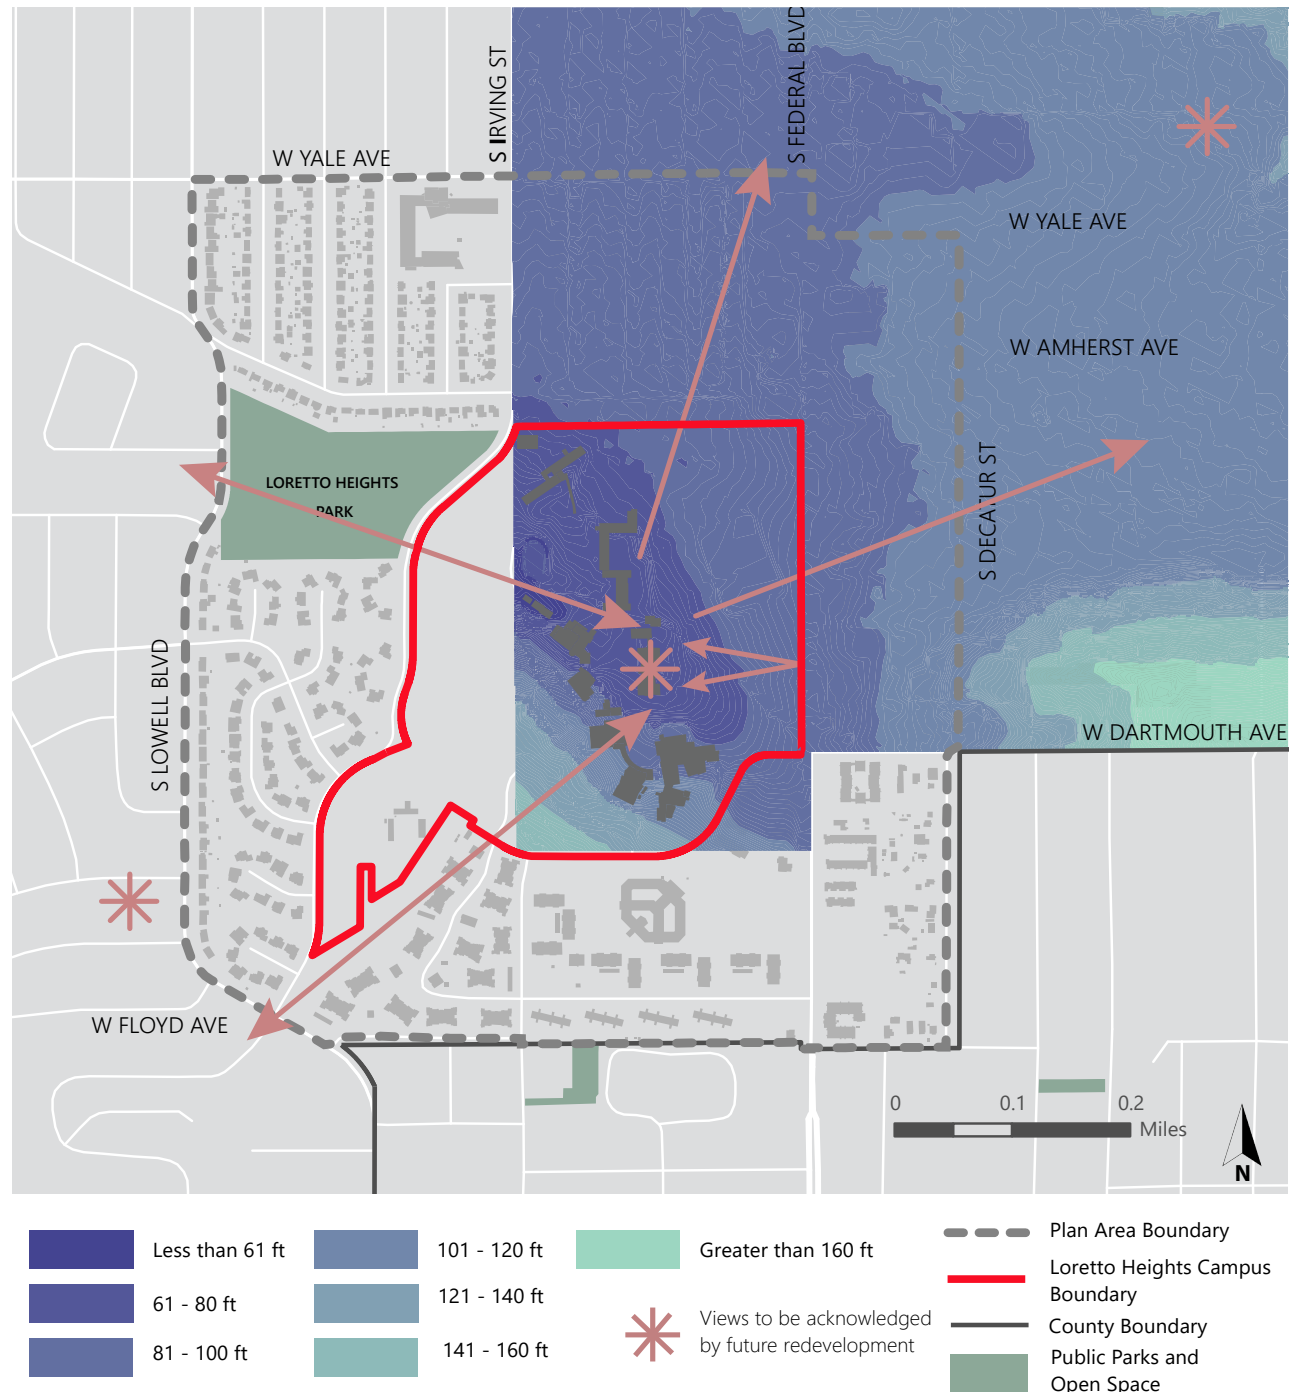 S IRVING ST
S FEDERAL BLVD
W YALE AVE
W YALE AVE
W AMHERST AVE
LORETTO HEIGHTS
PARK
S DECATUR ST
S LOWELL BLVD
W DARTMOUTH AVE
W FLOYD AVE
0 0.1 0.2
Miles
N
Less than 61 ft
61 - 80 ft
81 - 100 ft
101 - 120 ft
121 - 140 ft
141 - 160 ft
Greater than 160 ft
Views to be acknowledged
by future redevelopment
Plan Area Boundary
Loretto Heights Campus
Boundary
County Boundary
Public Parks and
Open Space